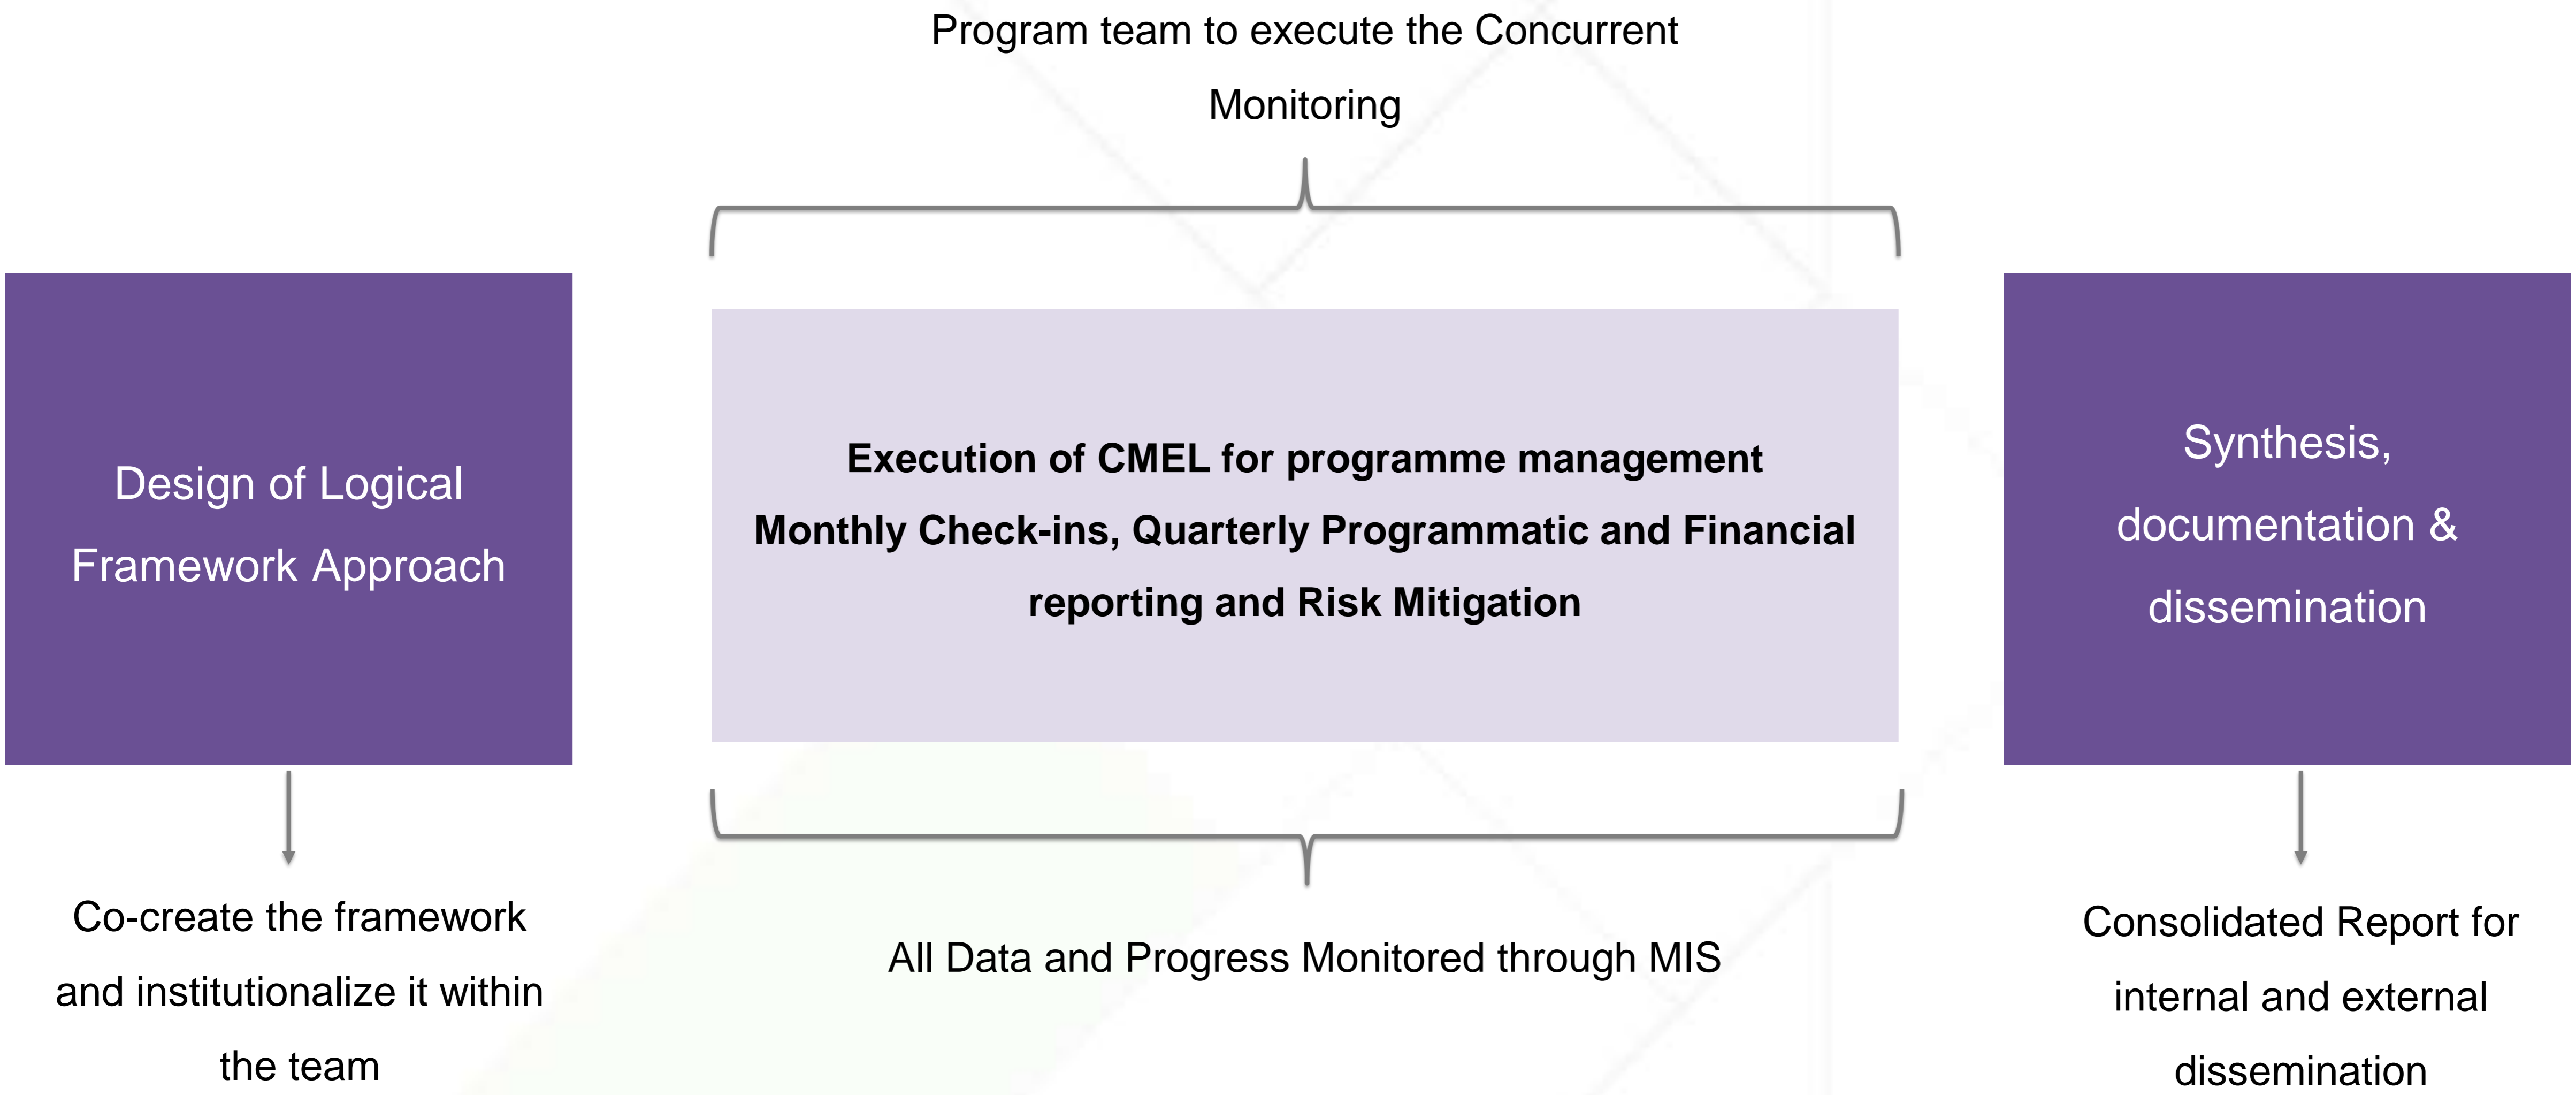 Program team to execute the Concurrent
Monitoring
Design of Logical
Framework Approach
Execution of CMEL for programme management
Monthly Check-ins, Quarterly Programmatic and Financial
reporting and Risk Mitigation
Synthesis,
documentation &
dissemination
Co-create the framework
and institutionalize it within
the team
All Data and Progress Monitored through MIS
Consolidated Report for
internal and external
dissemination